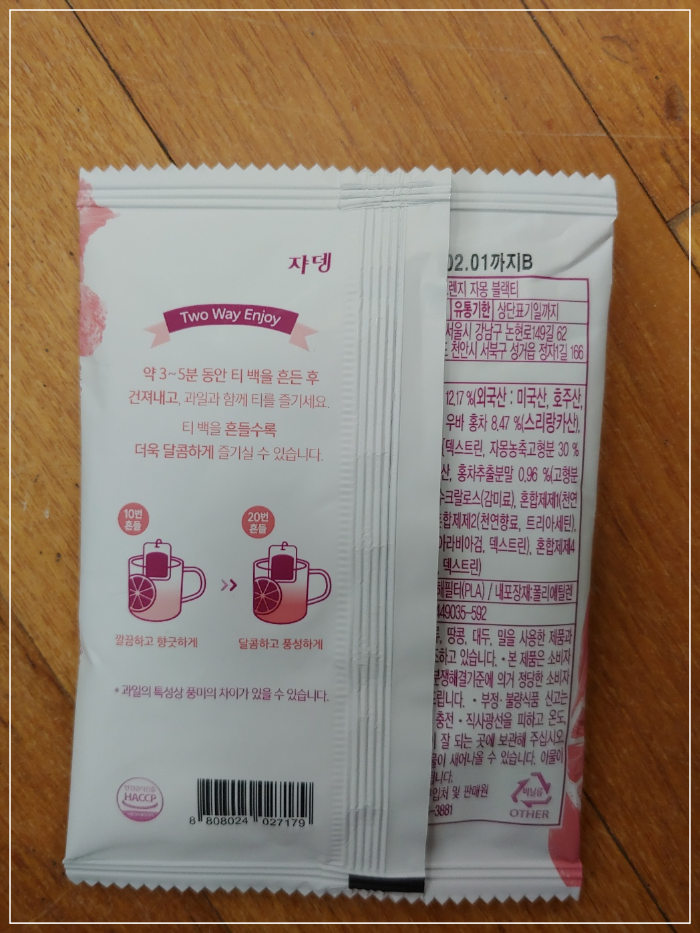 쟈뎅
Two Way Enjoy
약 3~5분 동안 티 백을 흔든 후
건져내고, 과일과 함께 티를 즐기세요.
티 백을 흔들수록
더욱 달콤하게 즐기실 수 있습니다.
10번
흔듦
20번
흔듦
깔끔하고 향긋하게
달콤하고 풍성하게
* 과일의 특성상 풍미의 차이가 있을 수 있습니다.
HACCP
8 808024 027179
02.01까지B
렌지 자몽 블랙티
유통기한 상단표기일까지
서울시 강남구 논현로149길 62
천안시 서북구 성거읍 정자1길 166
12.17 %(외국산 : 미국산, 호주산,
우바 홍차 8.47 %(스리랑카산),
(덱스트린, 자몽농축고형분 30 %
산, 홍차추출분말 0.96 %(고형분
수크랄로스(감미료), 혼합제제1(천연
합제제2(천연향료, 트리아세틴),
아라비아검, 덱스트린), 혼합제제4
덱스트린)
해필터(PLA) / 내포장재:폴리에틸렌
449035-592
땅콩, 대두, 밀을 사용한 제품과
조하고 있습니다. • 본 제품은 소비자
분쟁해결기준에 의거 정당한 소비자
드립니다. • 부정·불량식품 신고는
충전 • 직사광선을 피하고 온도,
잘 되는 곳에 보관해 주십시오.
물이 새어나올 수 있습니다. 이물이
니다.
입처 및 판매원
-3881
비닐류
OTHER